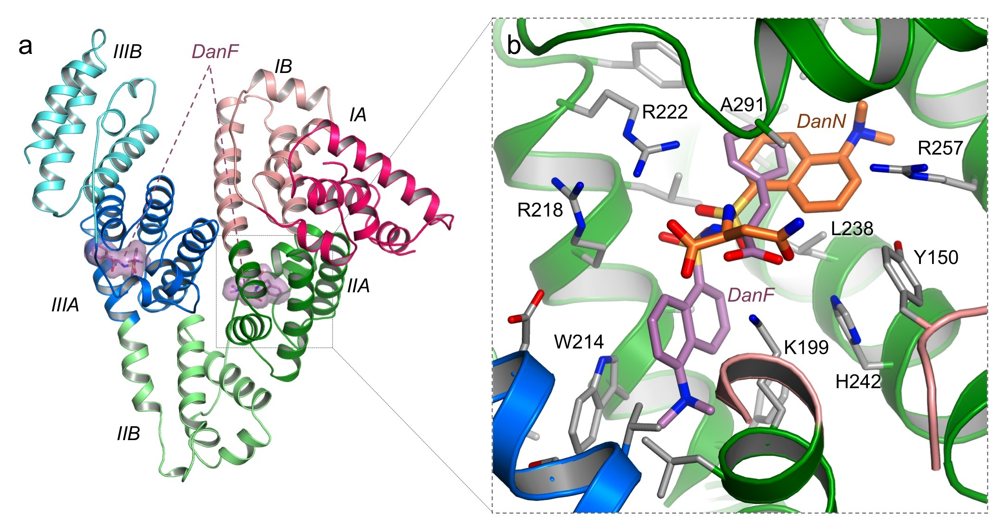 a
IIIB
DanF
IB
IA
IIIA
IIA
IIB
b
R222
A291
DanN
R257
R218
L238
Y150
DanF
W214
K199
H242